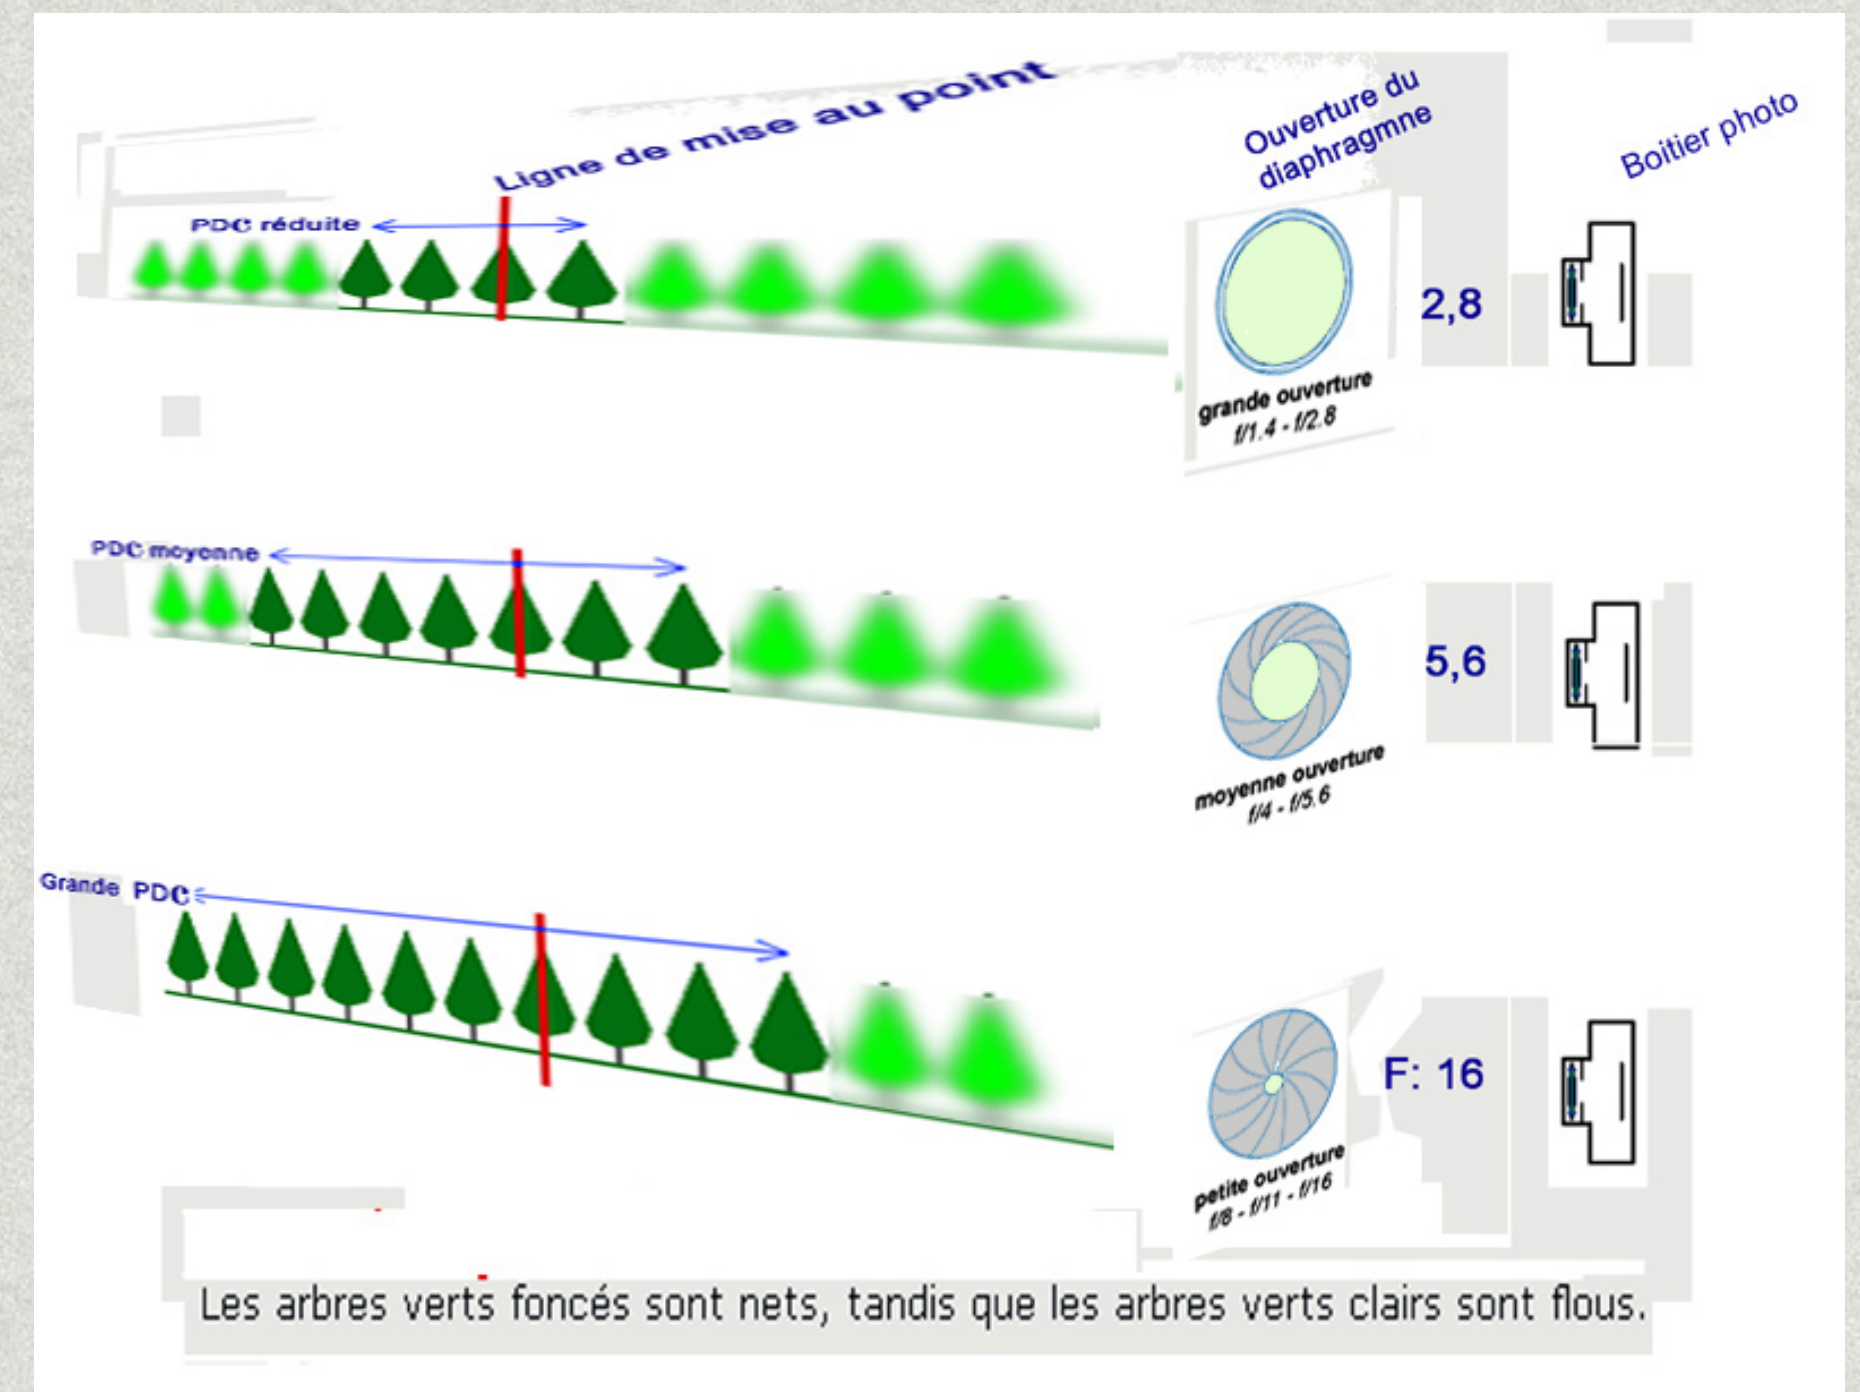 Ligne de mise au point
Ouverture du
diaphragmne
Boitier photo
PDC réduite
2,8
grande ouverture
f/1.4 - f/2.8
PDC moyenne
5,6
moyenne ouverture
f/4 - f/5.6
Grande PDC
F: 16
petite ouverture
f/8 - f/11 - f/16
Les arbres verts foncés sont nets, tandis que les arbres verts clairs sont flous.